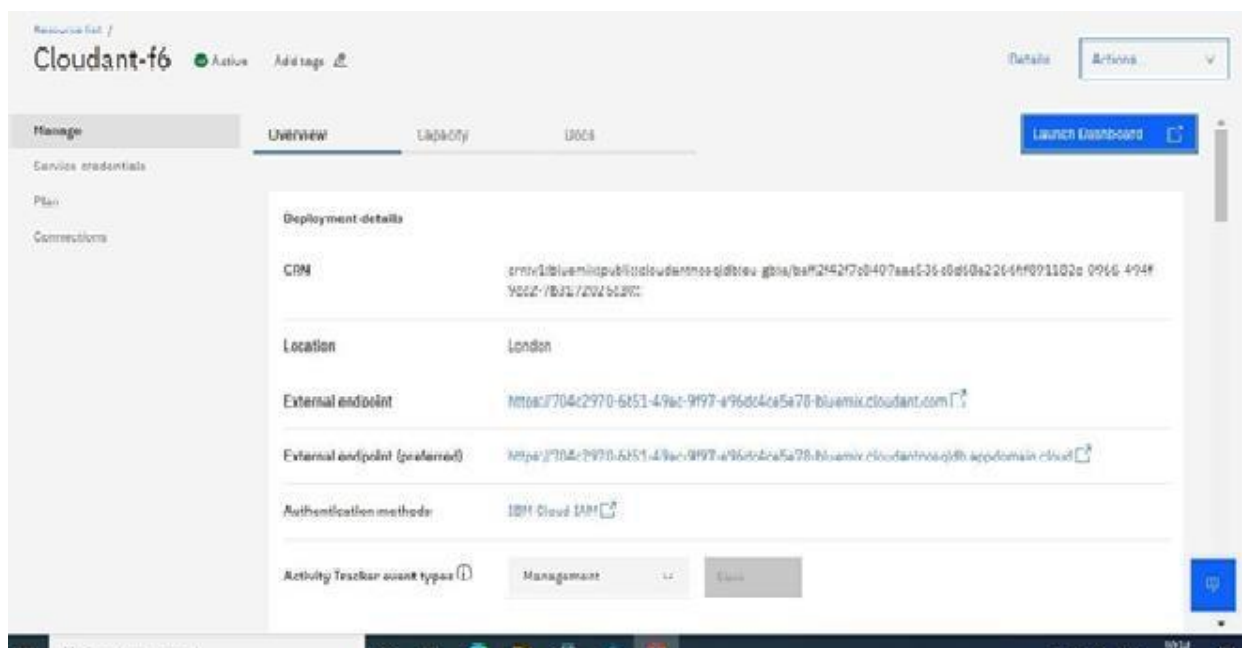 Resource list /
Cloudant-f6 Active Add tags Details Actions
Manage Overview Capacity Docs Launch Dashboard
Service credentials
Plan
Connections
Deployment details
CRN
Location London
External endpoint
External endpoint (preferred)
Authentication methods IBM Cloud IAM
Activity Tracker event types Management Save